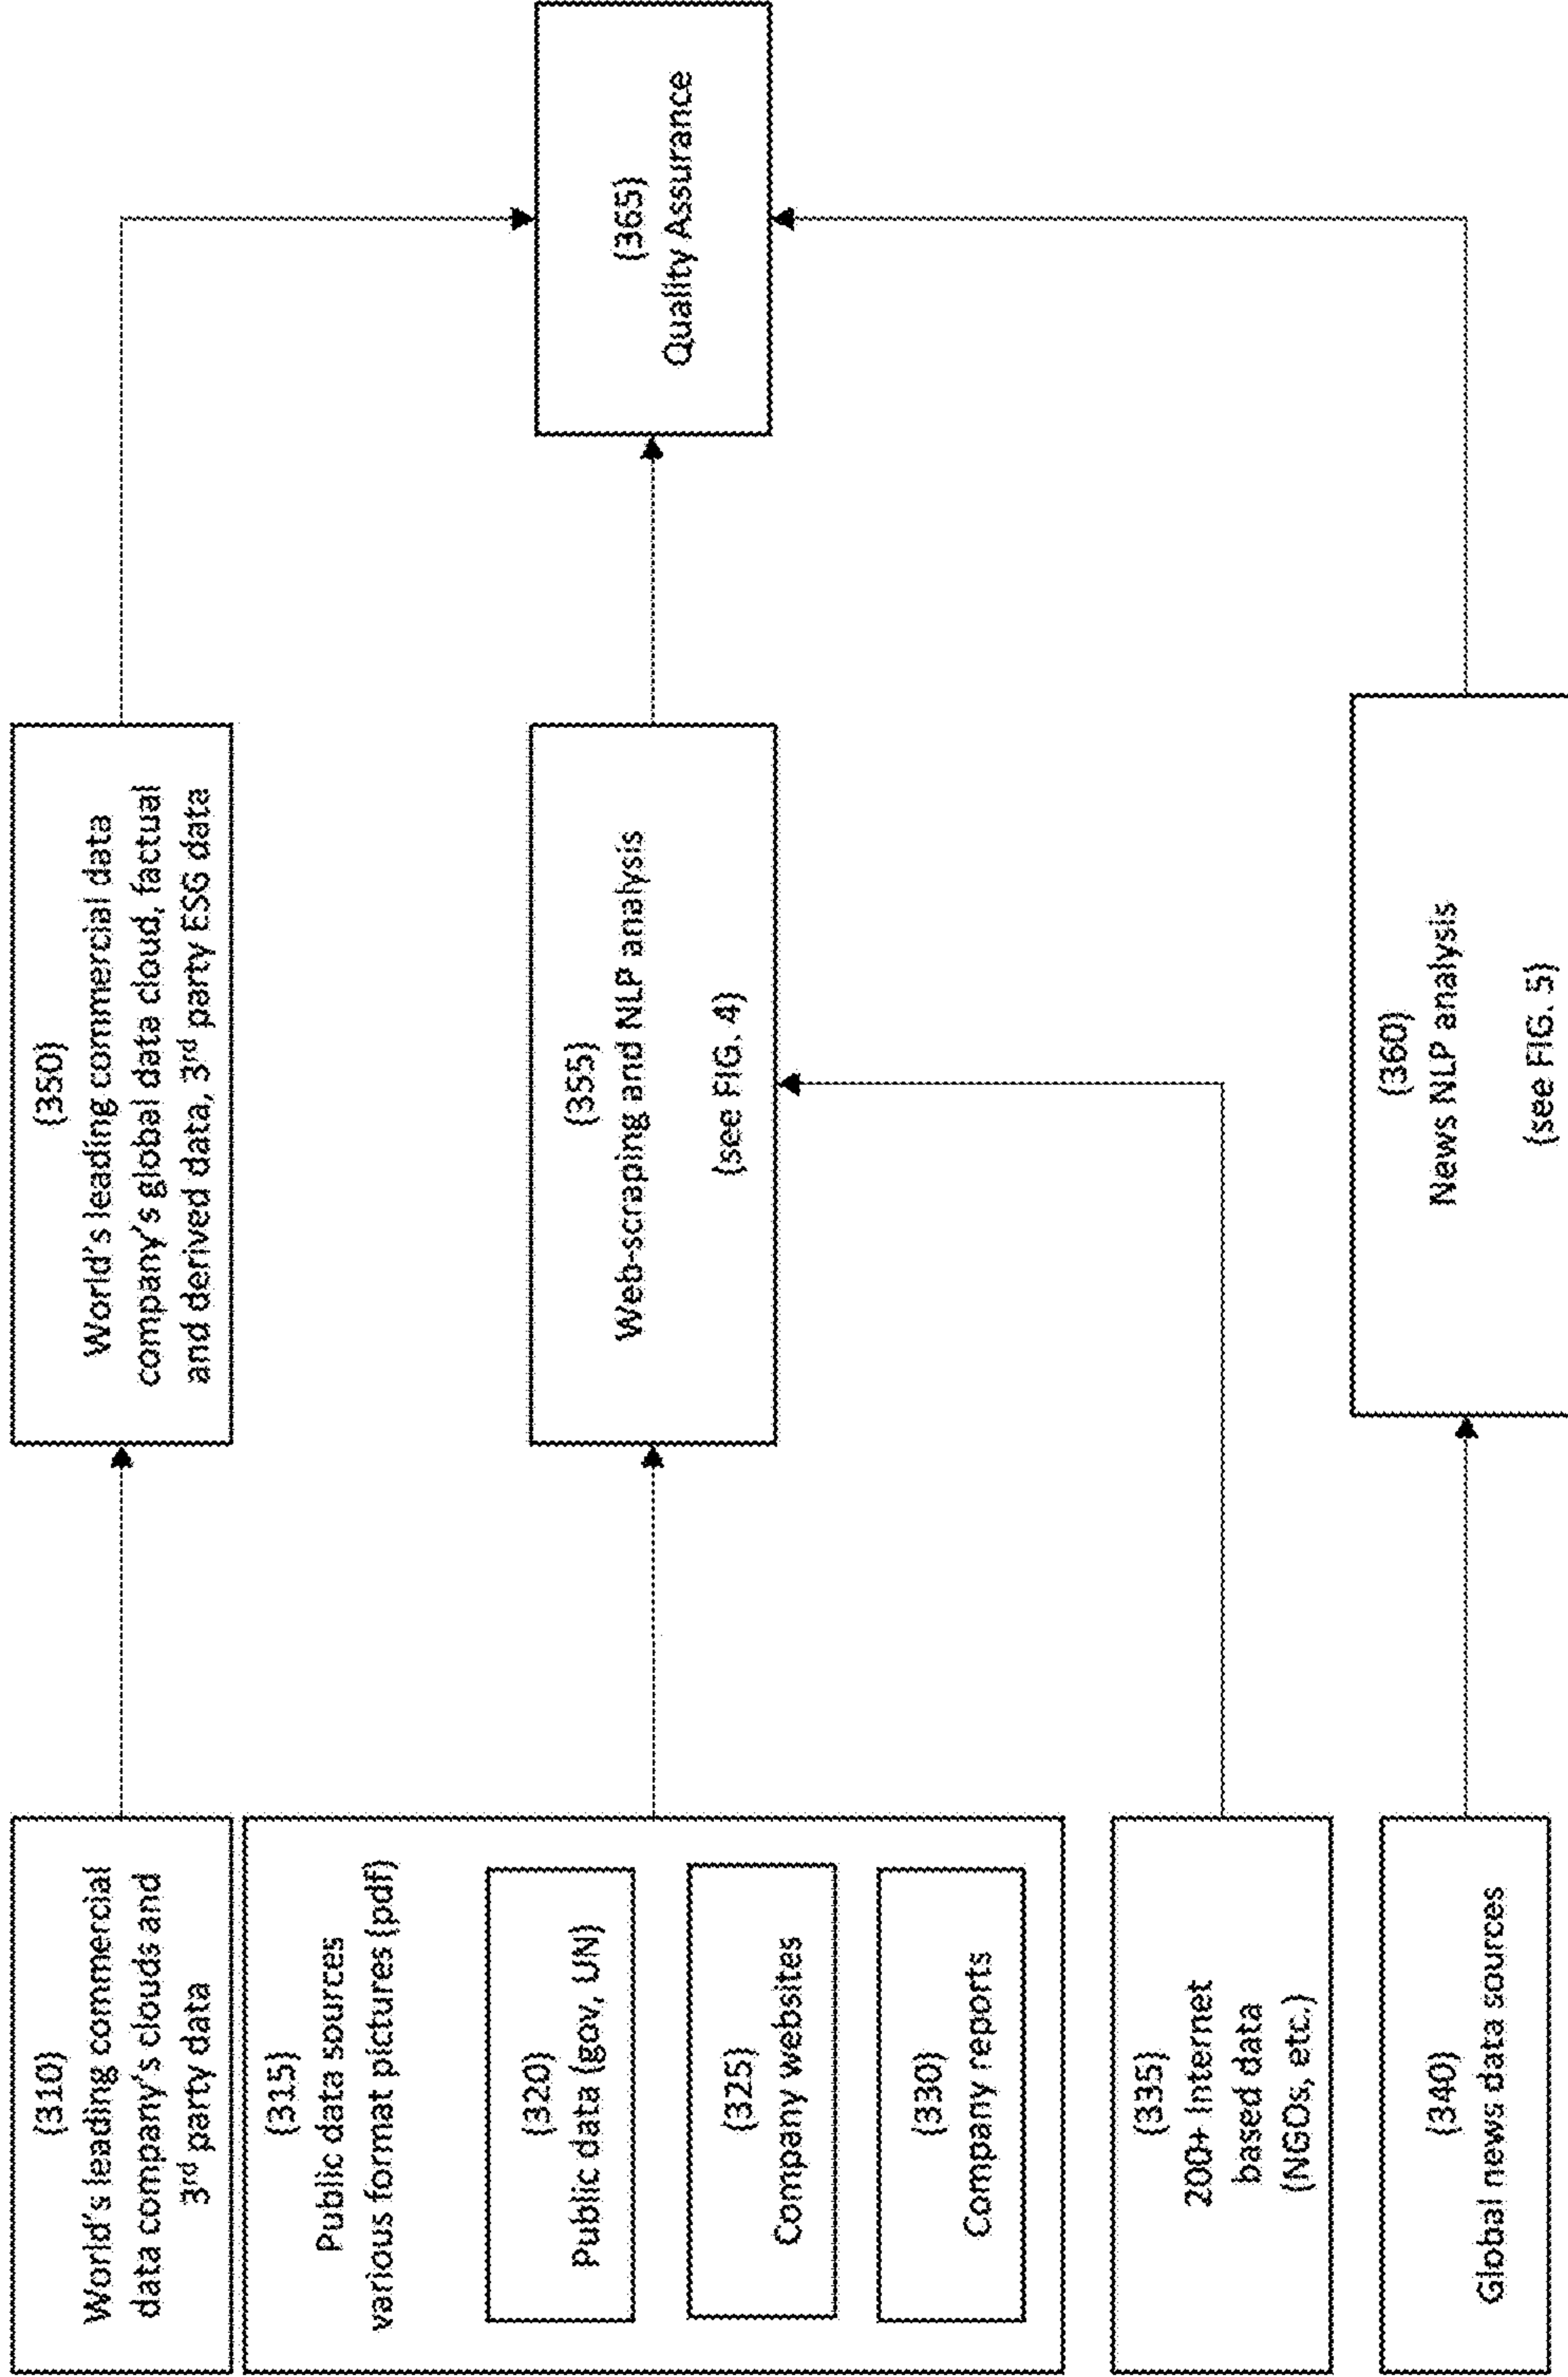 (310)
World's leading commercial
data company's clouds and
3rd party data
(315)
Public data sources
various format pictures (pdf)
(320)
Public data (gov, UN)
(325)
Company websites
(330)
Company reports
(335)
200+ Internet
based data
(NGOs, etc.)
(340)
Global news data sources
(350)
World's leading commercial data
company's global data cloud, factual
and derived data, 3rd party ESG data
(355)
Web-scraping and NLP analysis
(see FIG. 4)
(360)
News NLP analysis
(see FIG. 5)
(365)
Quality Assurance